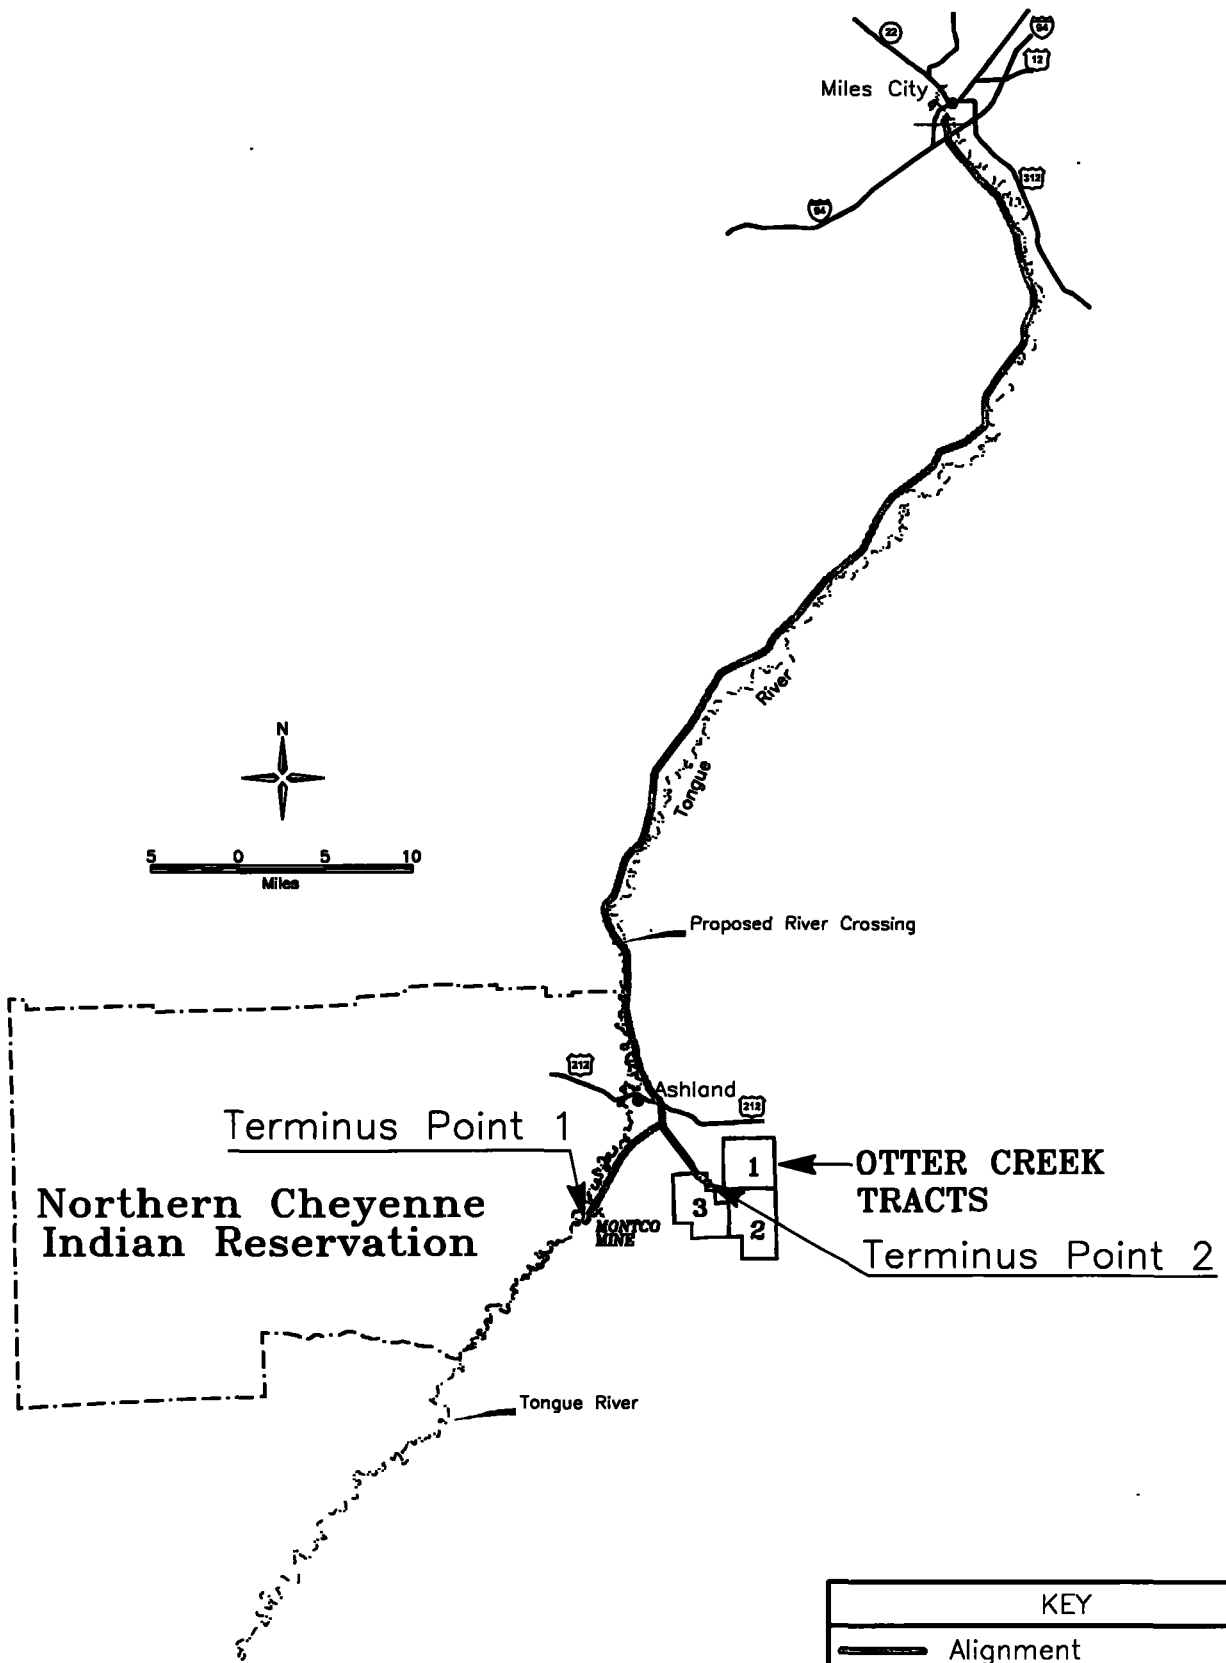 22
94
12
Miles City
312
94
River
Tongue
N
5 0 5 10
Miles
Proposed River Crossing
212
Ashland
212
Terminus Point 1
1
OTTER CREEK
TRACTS
Northern Cheyenne
Indian Reservation
3
2
MONTCO
MINE
Terminus Point 2
Tongue River
KEY
Alignment